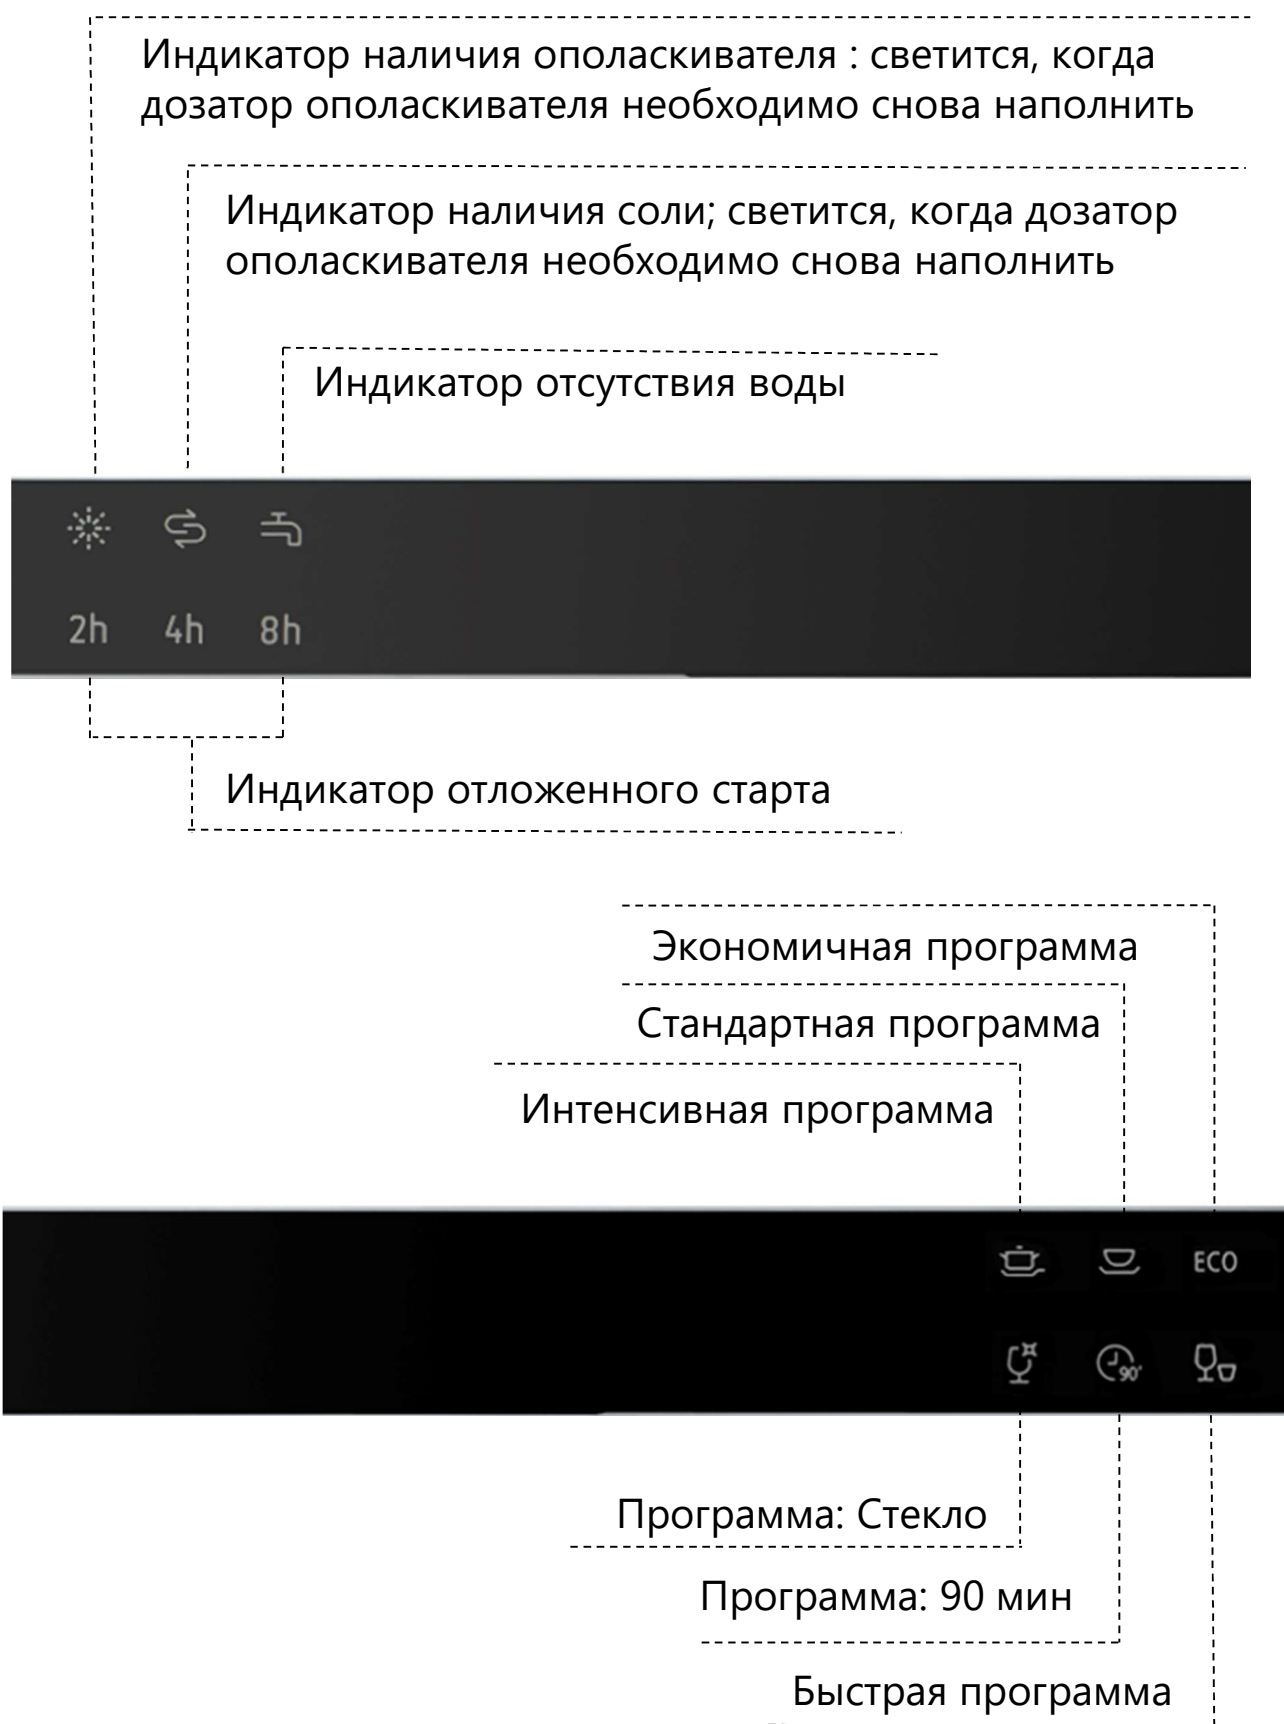 Индикатор наличия ополаскивателя : светится, когда
дозатор ополаскивателя необходимо снова наполнить
Индикатор наличия соли; светится, когда дозатор
ополаскивателя необходимо снова наполнить
Индикатор отсутствия воды
2h 4h 8h
Индикатор отложенного старта
Экономичная программа
Стандартная программа
Интенсивная программа
ECO
90'
Программа: Стекло
Программа: 90 мин
Быстрая программа